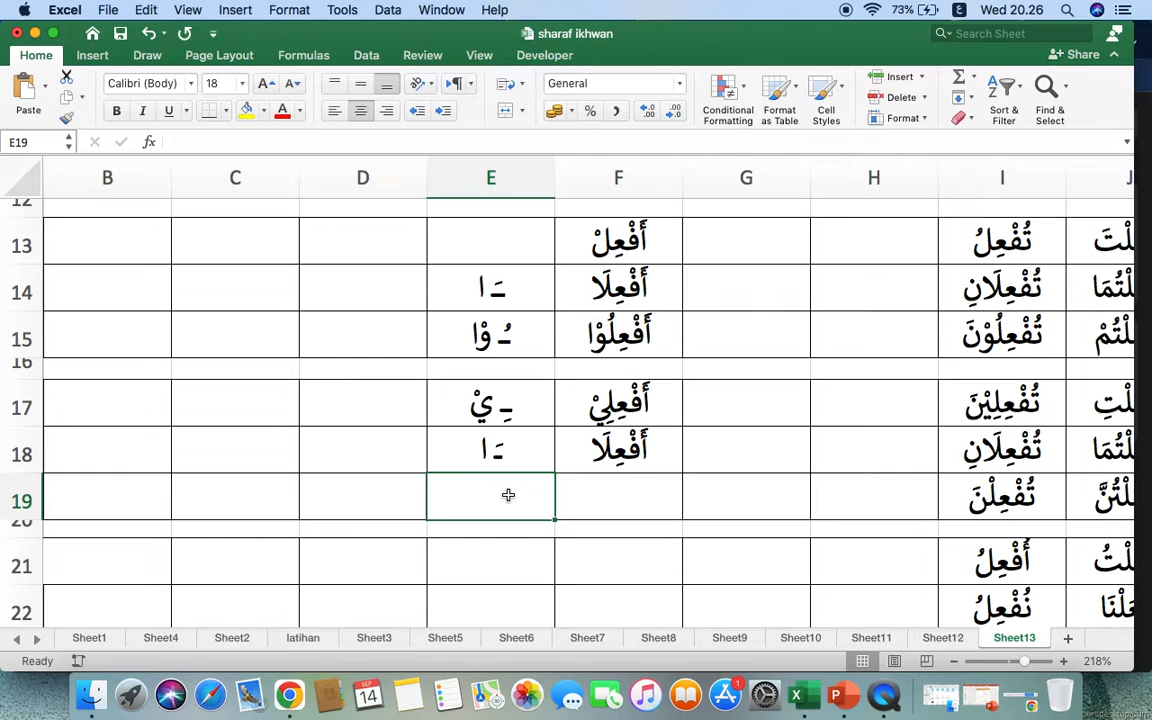 Excel File Edit View Insert Format Tools Data Window Help 73% ع Wed 20.26
sharaf ikhwan
Search Sheet
Home Insert Draw Page Layout Formulas Data Review View Developer
Share
Paste
Calibri (Body) 18 A A
General
B I U A
%
Conditional Formatting
Format as Table
Cell Styles
Insert
Delete
Format
Sort & Filter
Find & Select
E19 fx
B C D E F G H I J
12
13 أَفْعِلْ تُفْعِلُ لْتَ
14 ـَ ا أَفْعِلَا تُفْعِلَانِ لْتُمَا
15 ـُ وْا أَفْعِلُوْا تُفْعِلُوْنَ لْتُمْ
16
17 ـِ يْ أَفْعِلِيْ تُفْعِلِيْنَ لْتِ
18 ـَ ا أَفْعِلَا تُفْعِلَانِ لْتُمَا
19 تُفْعِلْنَ لْتُنَّ
20
21 أُفْعِلُ لْتُ
22 نُفْعِلُ عَلْنَا
Sheet1 Sheet4 Sheet2 latihan Sheet3 Sheet5 Sheet6 Sheet7 Sheet8 Sheet9 Sheet10 Sheet11 Sheet12 Sheet13
Ready
218%
SEP
14
1